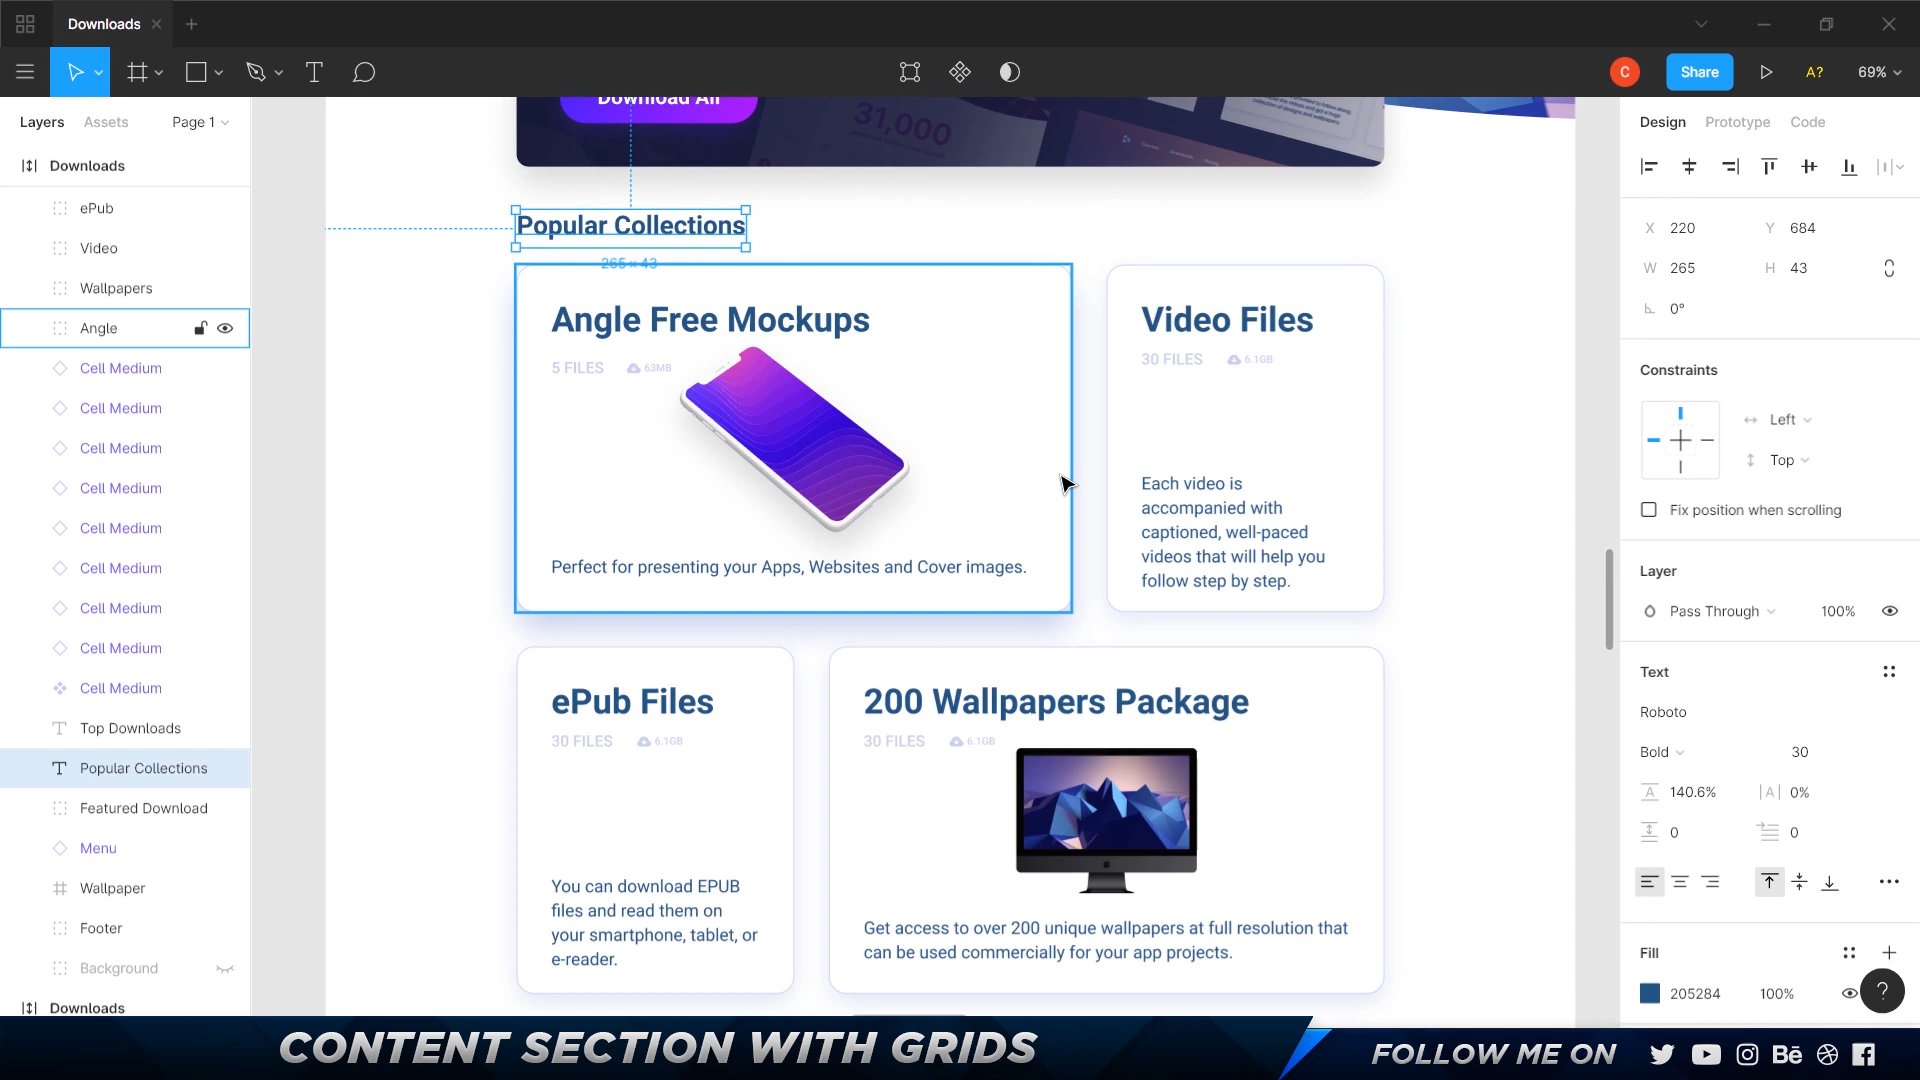 Downloads
C
Share
A?
69%
Layers
Assets
Page 1
Downloads
ePub
Video
Wallpapers
Angle
Cell Medium
Cell Medium
Cell Medium
Cell Medium
Cell Medium
Cell Medium
Cell Medium
Cell Medium
Cell Medium
Top Downloads
Popular Collections
Featured Download
Menu
Wallpaper
Footer
Background
Downloads
Download All
31,000
Popular Collections
265 × 43
Angle Free Mockups
5 FILES
63MB
Perfect for presenting your Apps, Websites and Cover images.
Video Files
30 FILES
6.1GB
Each video is
accompanied with
captioned, well-paced
videos that will help you
follow step by step.
ePub Files
30 FILES
6.1GB
You can download EPUB
files and read them on
your smartphone, tablet, or
e-reader.
200 Wallpapers Package
30 FILES
6.1GB
Get access to over 200 unique wallpapers at full resolution that
can be used commercially for your app projects.
Design
Prototype
Code
X 220
Y 684
W 265
H 43
0°
Constraints
Left
Top
Fix position when scrolling
Layer
Pass Through
100%
Text
Roboto
Bold
30
A 140.6%
|A| 0%
0
0
Fill
205284
100%
?
CONTENT SECTION WITH GRIDS
FOLLOW ME ON
Bē